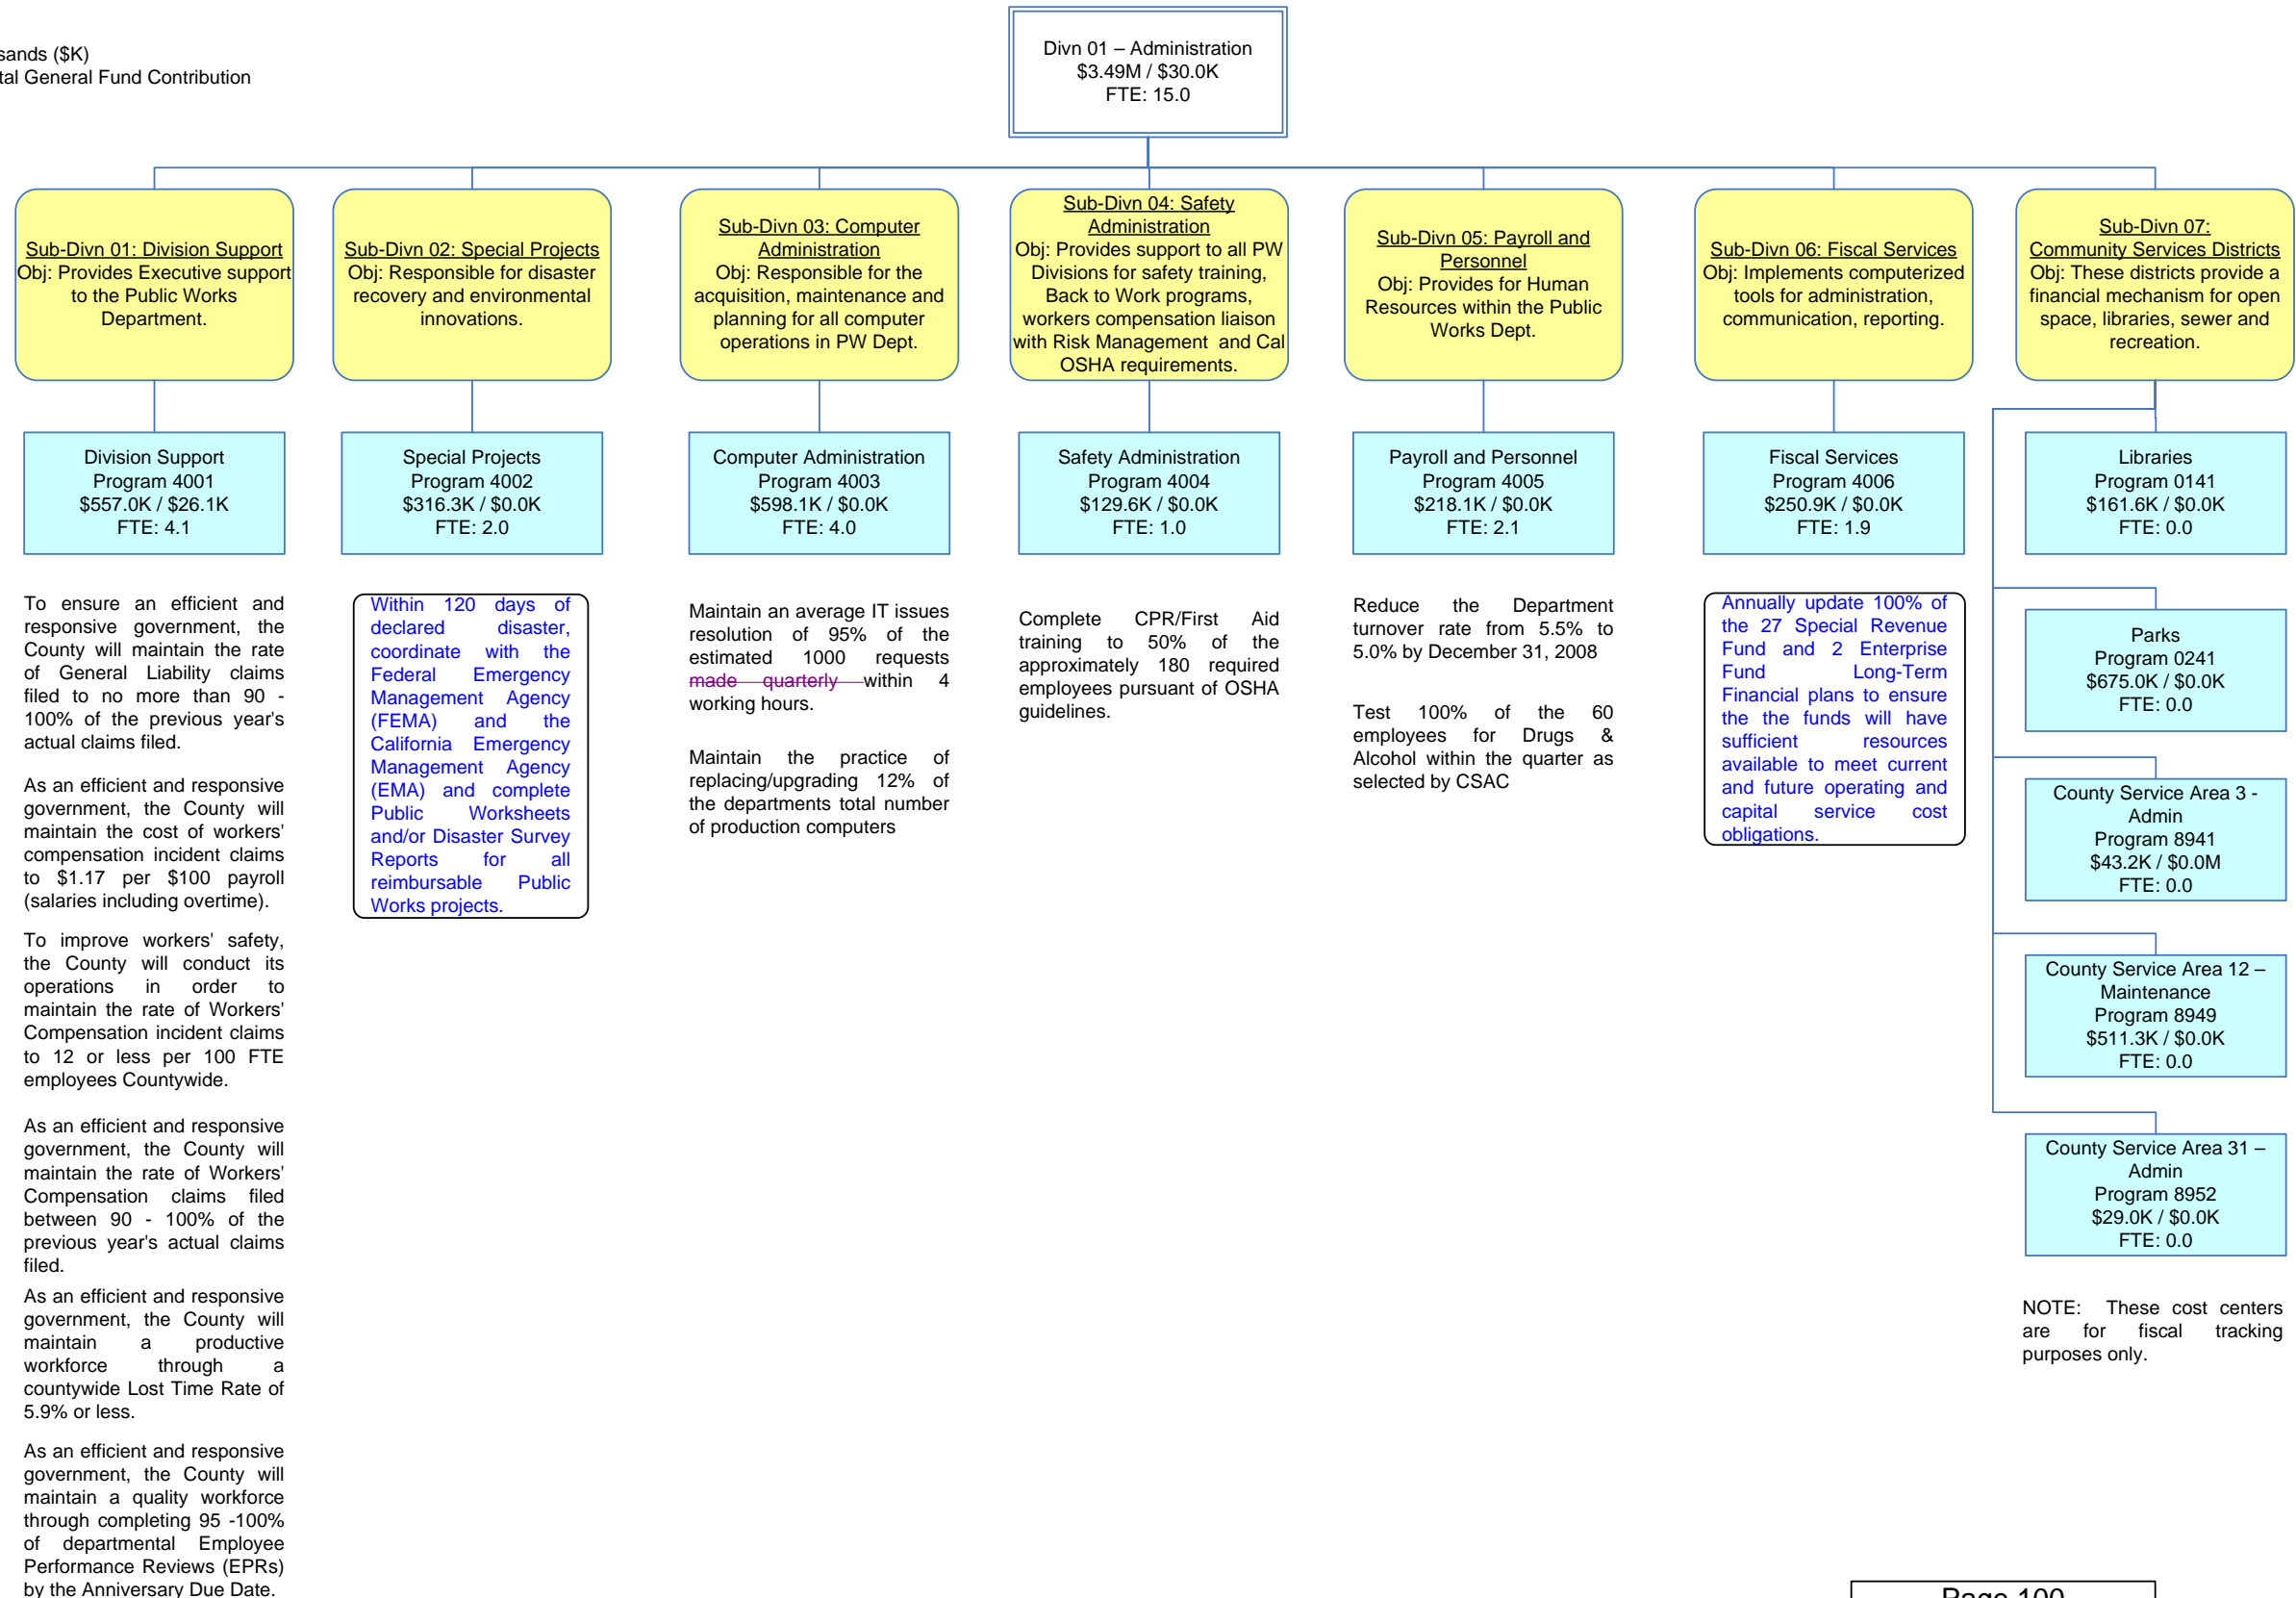 sands ($K)
tal General Fund Contribution
Divn 01 – Administration
$3.49M / $30.0K
FTE: 15.0
Sub-Divn 01: Division Support
Obj: Provides Executive support
to the Public Works
Department.
Sub-Divn 02: Special Projects
Obj: Responsible for disaster
recovery and environmental
innovations.
Sub-Divn 03: Computer
Administration
Obj: Responsible for the
acquisition, maintenance and
planning for all computer
operations in PW Dept.
Sub-Divn 04: Safety
Administration
Obj: Provides support to all PW
Divisions for safety training,
Back to Work programs,
workers compensation liaison
with Risk Management and Cal
OSHA requirements.
Sub-Divn 05: Payroll and
Personnel
Obj: Provides for Human
Resources within the Public
Works Dept.
Sub-Divn 06: Fiscal Services
Obj: Implements computerized
tools for administration,
communication, reporting.
Sub-Divn 07:
Community Services Districts
Obj: These districts provide a
financial mechanism for open
space, libraries, sewer and
recreation.
Division Support
Program 4001
$557.0K / $26.1K
FTE: 4.1
Special Projects
Program 4002
$316.3K / $0.0K
FTE: 2.0
Computer Administration
Program 4003
$598.1K / $0.0K
FTE: 4.0
Safety Administration
Program 4004
$129.6K / $0.0K
FTE: 1.0
Payroll and Personnel
Program 4005
$218.1K / $0.0K
FTE: 2.1
Fiscal Services
Program 4006
$250.9K / $0.0K
FTE: 1.9
Libraries
Program 0141
$161.6K / $0.0K
FTE: 0.0
To ensure an efficient and
responsive government, the
County will maintain the rate
of General Liability claims
filed to no more than 90 -
100% of the previous year's
actual claims filed.
As an efficient and responsive
government, the County will
maintain the cost of workers'
compensation incident claims
to $1.17 per $100 payroll
(salaries including overtime).
To improve workers' safety,
the County will conduct its
operations in order to
maintain the rate of Workers'
Compensation incident claims
to 12 or less per 100 FTE
employees Countywide.
As an efficient and responsive
government, the County will
maintain the rate of Workers'
Compensation claims filed
between 90 - 100% of the
previous year's actual claims
filed.
As an efficient and responsive
government, the County will
maintain a productive
workforce through a
countywide Lost Time Rate of
5.9% or less.
As an efficient and responsive
government, the County will
maintain a quality workforce
through completing 95 -100%
of departmental Employee
Performance Reviews (EPRs)
by the Anniversary Due Date.
Within 120 days of
declared disaster,
coordinate with the
Federal Emergency
Management Agency
(FEMA) and the
California Emergency
Management Agency
(EMA) and complete
Public Worksheets
and/or Disaster Survey
Reports for all
reimbursable Public
Works projects.
Maintain an average IT issues
resolution of 95% of the
estimated 1000 requests
made quarterly within 4
working hours.
Maintain the practice of
replacing/upgrading 12% of
the departments total number
of production computers
Complete CPR/First Aid
training to 50% of the
approximately 180 required
employees pursuant of OSHA
guidelines.
Reduce the Department
turnover rate from 5.5% to
5.0% by December 31, 2008
Test 100% of the 60
employees for Drugs &
Alcohol within the quarter as
selected by CSAC
Annually update 100% of
the 27 Special Revenue
Fund and 2 Enterprise
Fund Long-Term
Financial plans to ensure
the the funds will have
sufficient resources
available to meet current
and future operating and
capital service cost
obligations.
Parks
Program 0241
$675.0K / $0.0K
FTE: 0.0
County Service Area 3 -
Admin
Program 8941
$43.2K / $0.0M
FTE: 0.0
County Service Area 12 –
Maintenance
Program 8949
$511.3K / $0.0K
FTE: 0.0
County Service Area 31 –
Admin
Program 8952
$29.0K / $0.0K
FTE: 0.0
NOTE: These cost centers
are for fiscal tracking
purposes only.
Page 100